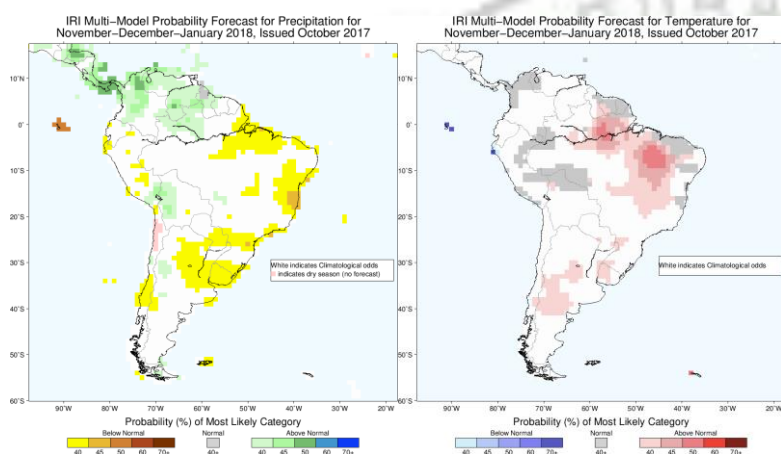 IRI Multi-Model Probability Forecast for Precipitation for
November-December-January 2018, Issued October 2017
10°N
0°
10°S
20°S
30°S
40°S
50°S
60°S
White indicates Climatological odds
indicates dry season (no forecast)
90°W 80°W 70°W 60°W 50°W 40°W 30°W 20°W
Probability (%) of Most Likely Category
Below Normal Normal Above Normal
40 45 50 60 70+ 40+ 40 45 50 60 70+
IRI Multi-Model Probability Forecast for Temperature for
November-December-January 2018, Issued October 2017
10°N
0°
10°S
20°S
30°S
40°S
50°S
60°S
White indicates Climatological odds
90°W 80°W 70°W 60°W 50°W 40°W 30°W 20°W
Probability (%) of Most Likely Category
Below Normal Normal Above Normal
40 45 50 60 70+ 40+ 40 45 50 60 70+